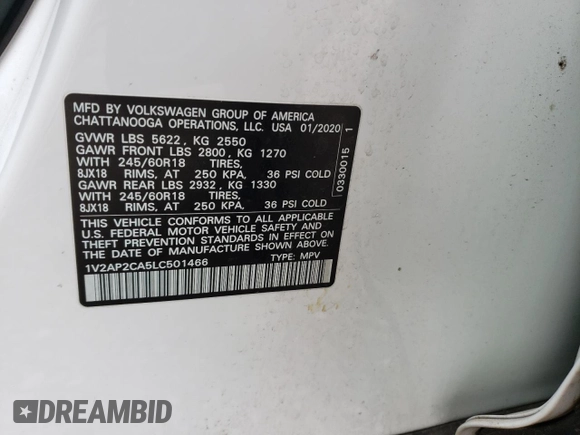 MFD BY VOLKSWAGEN GROUP OF AMERICA
CHATTANOOGA OPERATIONS, LLC. USA 01/2020
GVWR LBS 5622, KG 2550
GAWR FRONT LBS 2800, KG 1270
WITH 245/60R18 TIRES,
8JX18 RIMS, AT 250 KPA, 36 PSI COLD
GAWR REAR LBS 2932, KG 1330
WITH 245/60R18 TIRES,
8JX18 RIMS, AT 250 KPA, 36 PSI COLD
THIS VEHICLE CONFORMS TO ALL APPLICABLE
U.S. FEDERAL MOTOR VEHICLE SAFETY AND
THEFT PREVENTION STANDARDS IN EFFECT ON
THE DATE OF MANUFACTURE SHOWN ABOVE.
1V2AP2CA5LC501466 TYPE: MPV
0330015 1
DREAMBID